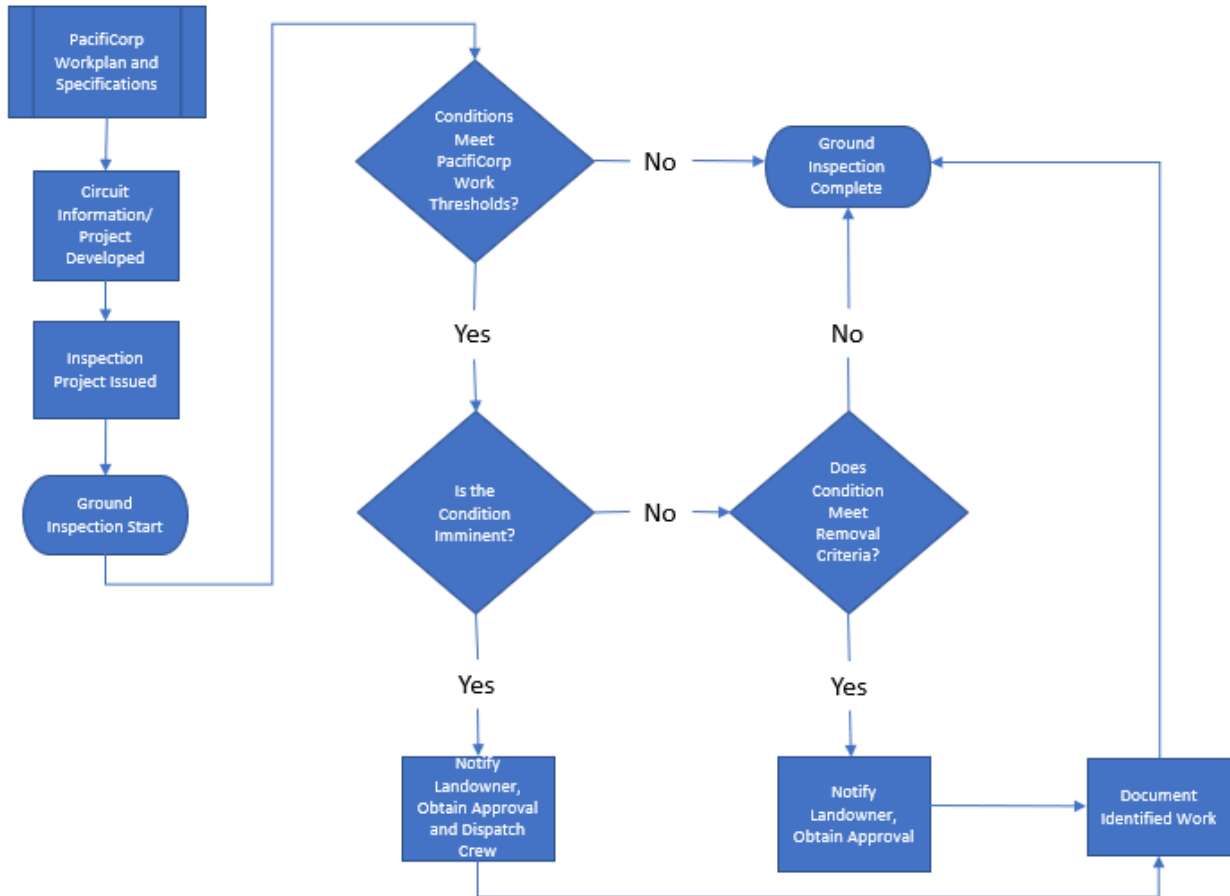 PacifiCorp
Workplan and
Specifications
Circuit
Information/
Project
Developed
Inspection
Project Issued
Ground
Inspection Start
Conditions
Meet
PacifiCorp
Work
Thresholds?
No
Ground
Inspection
Complete
Yes
No
Is the
Condition
Imminent?
No
Does
Condition
Meet
Removal
Criteria?
Yes
Yes
Notify
Landowner,
Obtain Approval
and Dispatch
Crew
Notify
Landowner,
Obtain Approval
Document
Identified Work